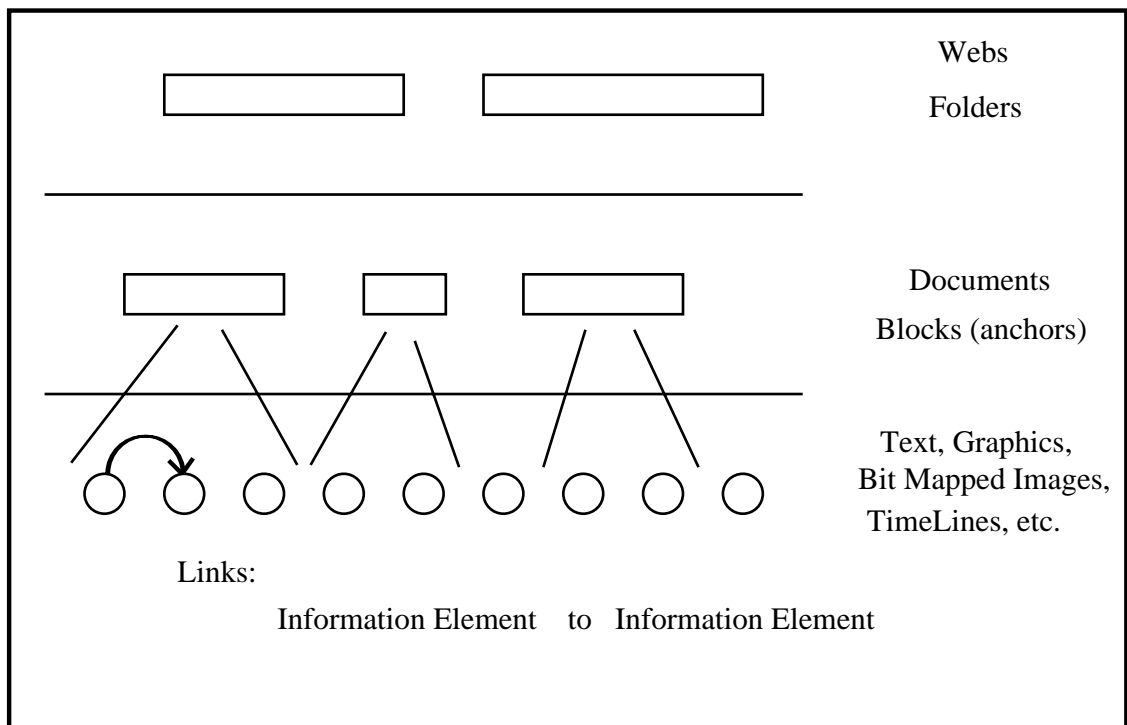 Webs
Folders
Documents
Blocks (anchors)
Text, Graphics,
Bit Mapped Images,
TimeLines, etc.
Links:
Information Element to Information Element